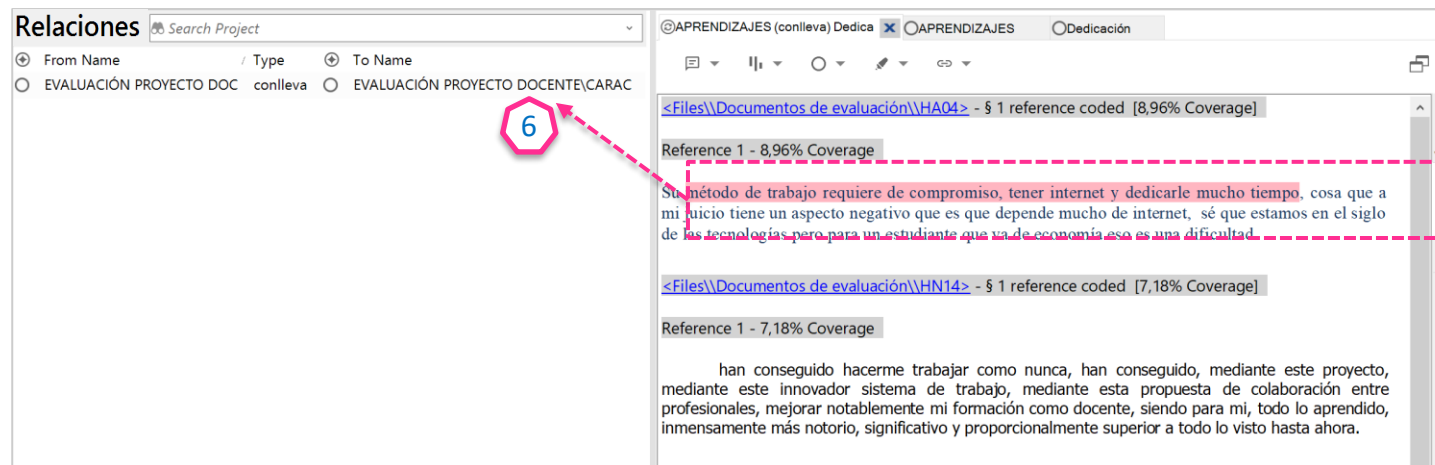 Relaciones
Search Project
From Name / Type To Name
EVALUACIÓN PROYECTO DOC conlleva EVALUACIÓN PROYECTO DOCENTE\CARAC
6
APRENDIZAJES (conlleva) Dedica X APRENDIZAJES Dedicación
<Files\\Documentos de evaluación\\HA04> - § 1 reference coded [8,96% Coverage]
Reference 1 - 8,96% Coverage
Su método de trabajo requiere de compromiso, tener internet y dedicarle mucho tiempo, cosa que a
mi juicio tiene un aspecto negativo que es que depende mucho de internet, sé que estamos en el siglo
de las tecnologías pero para un estudiante que va de economía eso es una dificultad
<Files\\Documentos de evaluación\\HN14> - § 1 reference coded [7,18% Coverage]
Reference 1 - 7,18% Coverage
han conseguido hacerme trabajar como nunca, han conseguido, mediante este proyecto,
mediante este innovador sistema de trabajo, mediante esta propuesta de colaboración entre
profesionales, mejorar notablemente mi formación como docente, siendo para mi, todo lo aprendido,
inmensamente más notorio, significativo y proporcionalmente superior a todo lo visto hasta ahora.